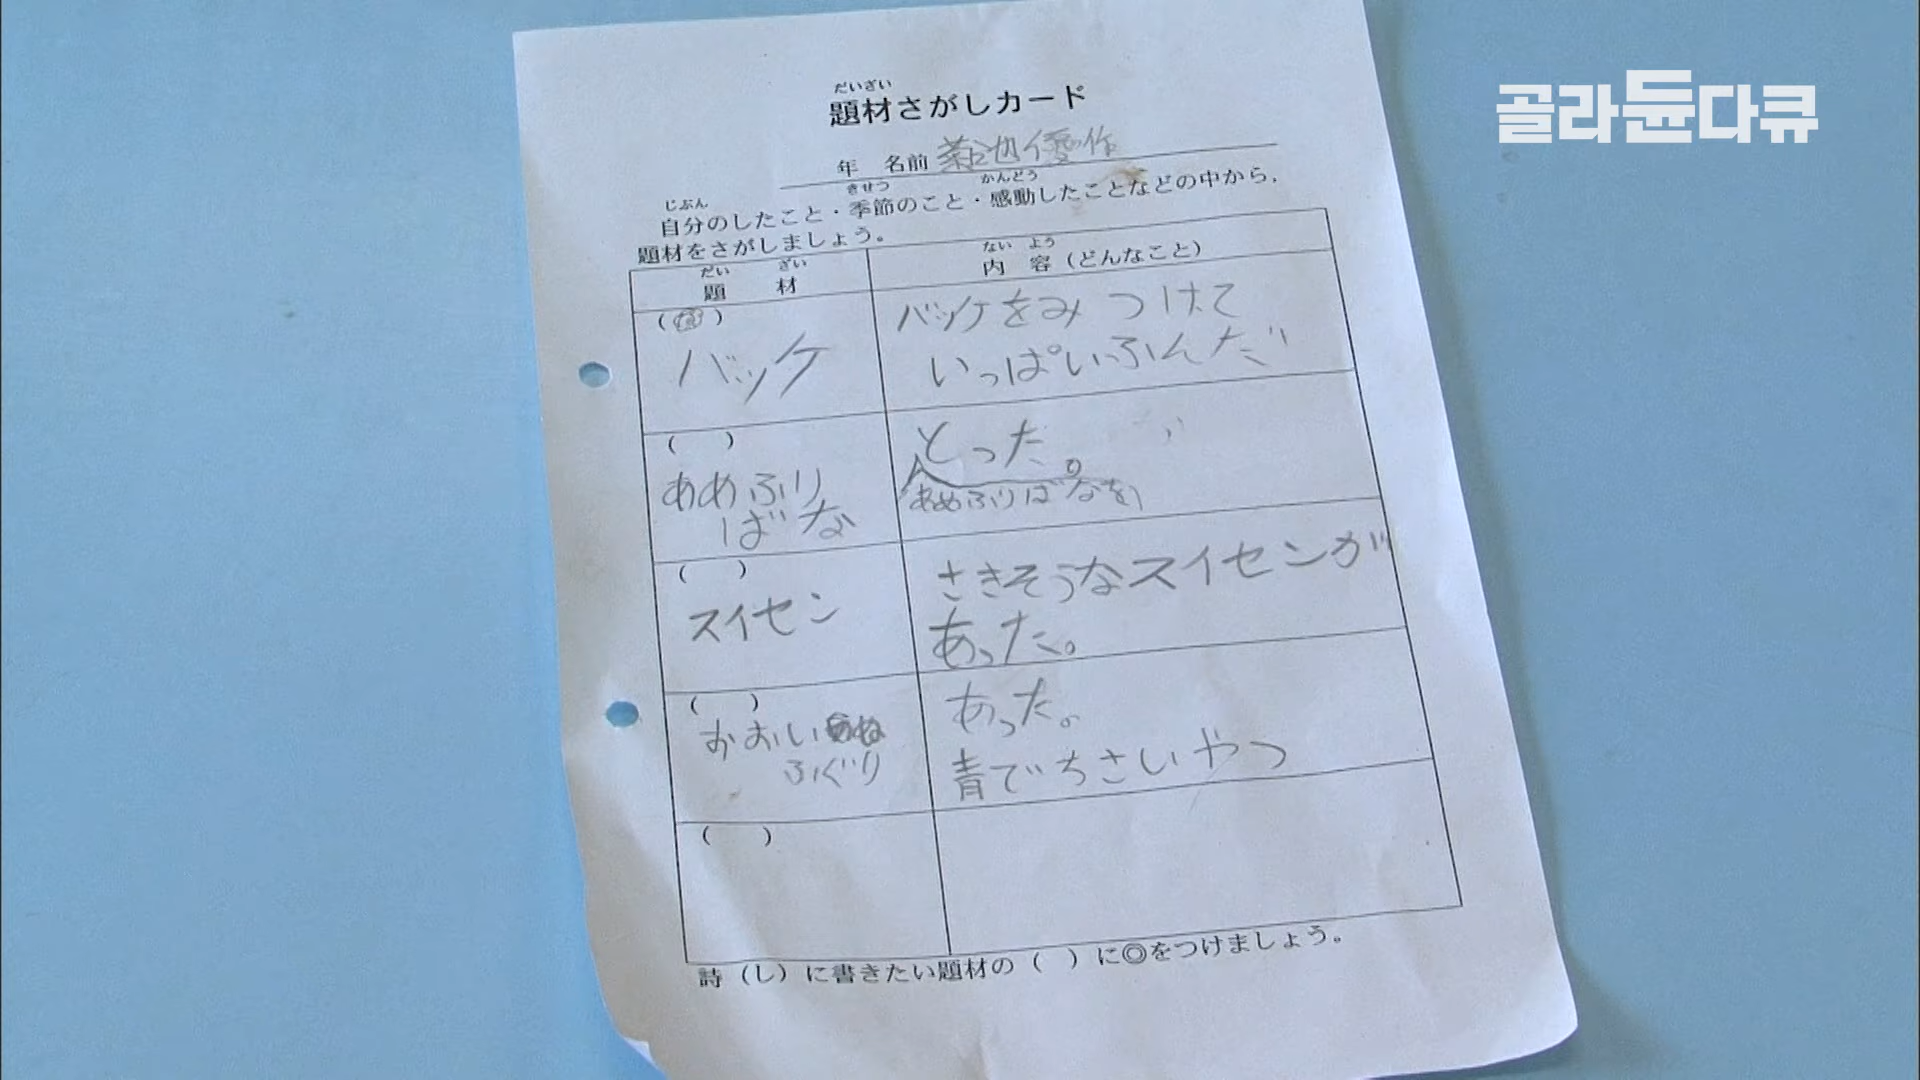 골라듄다큐
だいざい
題材さがしカード
年 名前 菊池優作
じぶん きせつ かんどう
自分のしたこと・季節のこと・感動したことなどの中から,
題材をさがしましょう。
だい ざい
題 材
ない よう
内 容(どんなこと)
( )
バッケ
バッケをみつけて
いっぱいふんだ
( )
あめふり
ばな
とった。
あめふりばなを
( )
スイセン
さきそうなスイセンが
あった。
( )
おおいぬ
ふぐり
あった。
青でちさいやつ
( )
詩(し)に書きたい題材の( )に◎をつけましょう。